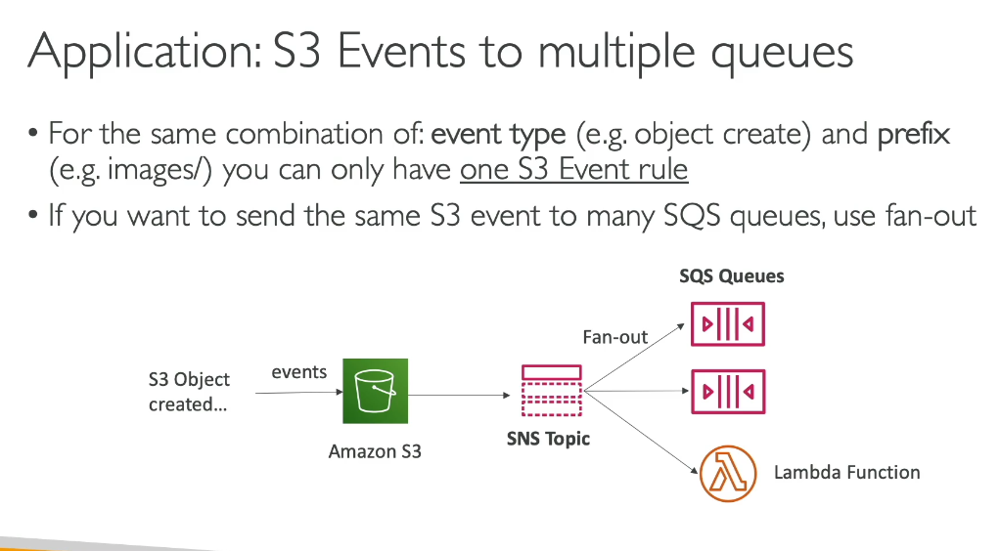 Application: S3 Events to multiple queues
• For the same combination of: event type (e.g. object create) and prefix
(e.g. images/) you can only have one S3 Event rule
• If you want to send the same S3 event to many SQS queues, use fan-out
SQS Queues
Fan-out
events
S3 Object
created…
Amazon S3
SNS Topic
Lambda Function